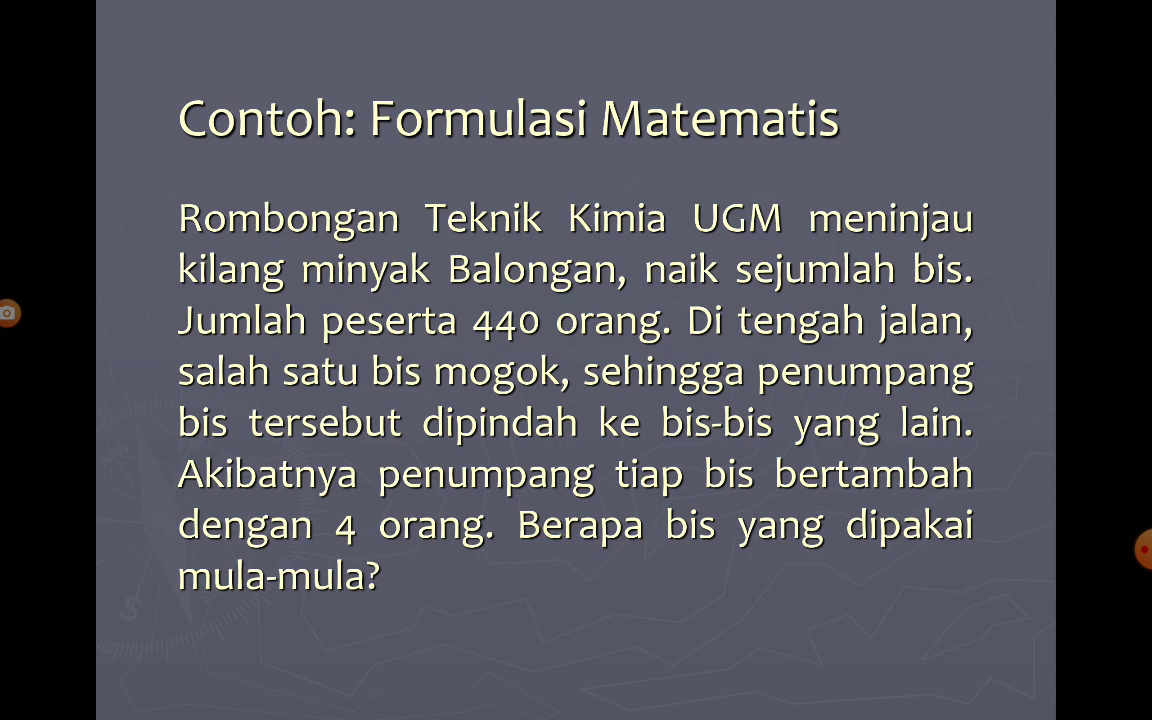 Contoh: Formulasi Matematis
Rombongan Teknik Kimia UGM meninjau
kilang minyak Balongan, naik sejumlah bis.
Jumlah peserta 440 orang. Di tengah jalan,
salah satu bis mogok, sehingga penumpang
bis tersebut dipindah ke bis-bis yang lain.
Akibatnya penumpang tiap bis bertambah
dengan 4 orang. Berapa bis yang dipakai
mula-mula?
S